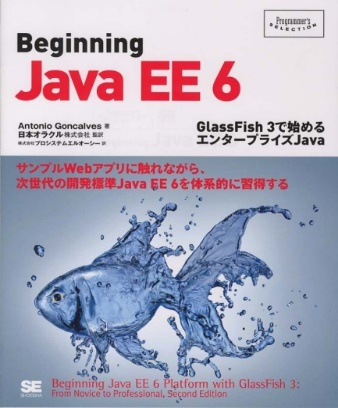 Programmer's
SELECTION
Beginning
Java EE 6
Antonio Goncalves 著
日本オラクル株式会社 監訳
株式会社プロシステムエルオーシー 訳
GlassFish 3で始める
エンタープライズJava
サンプルWebアプリに触れながら、
次世代の開発標準Java EE 6を体系的に習得する
SE
SHOEISHA
Beginning Java EE 6 Platform with GlassFish 3:
From Novice to Professional, Second Edition